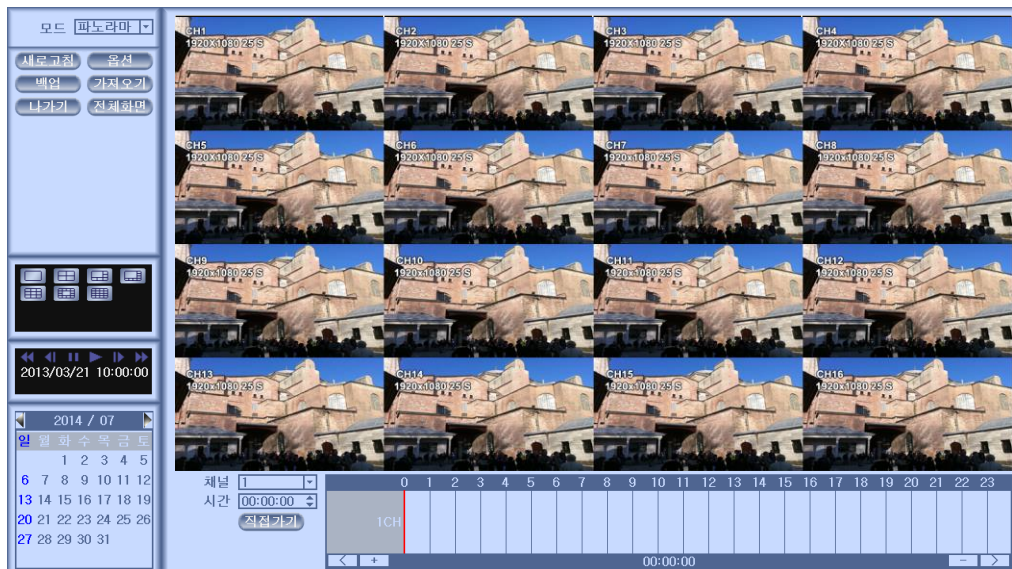 모드 파노라마
새로고침 옵션
백업 가져오기
나가기 전체화면
2013/03/21 10:00:00
2014 / 07
일 월 화 수 목 금 토
1 2 3 4 5
6 7 8 9 10 11 12
13 14 15 16 17 18 19
20 21 22 23 24 25 26
27 28 29 30 31
CH1
1920X1080 25 S
CH2
1920X1080 25 S
CH3
1920X1080 25 S
CH4
1920X1080 25 S
CH5
1920X1080 25 S
CH6
1920X1080 25 S
CH7
1920x1080 25 S
CH8
1920x1080 25 S
CH9
1920x1080 25 S
CH10
1920x1080 25 S
CH11
1920x1080 25 S
CH12
1920x1080 25 S
CH13
1920x1080 25 S
CH14
1920x1080 25 S
CH15
1920x1080 25 S
CH16
1920x1080 25 S
채널 1
시간 00:00:00
직접가기
0 1 2 3 4 5 6 7 8 9 10 11 12 13 14 15 16 17 18 19 20 21 22 23
1CH
< + 00:00:00 − >